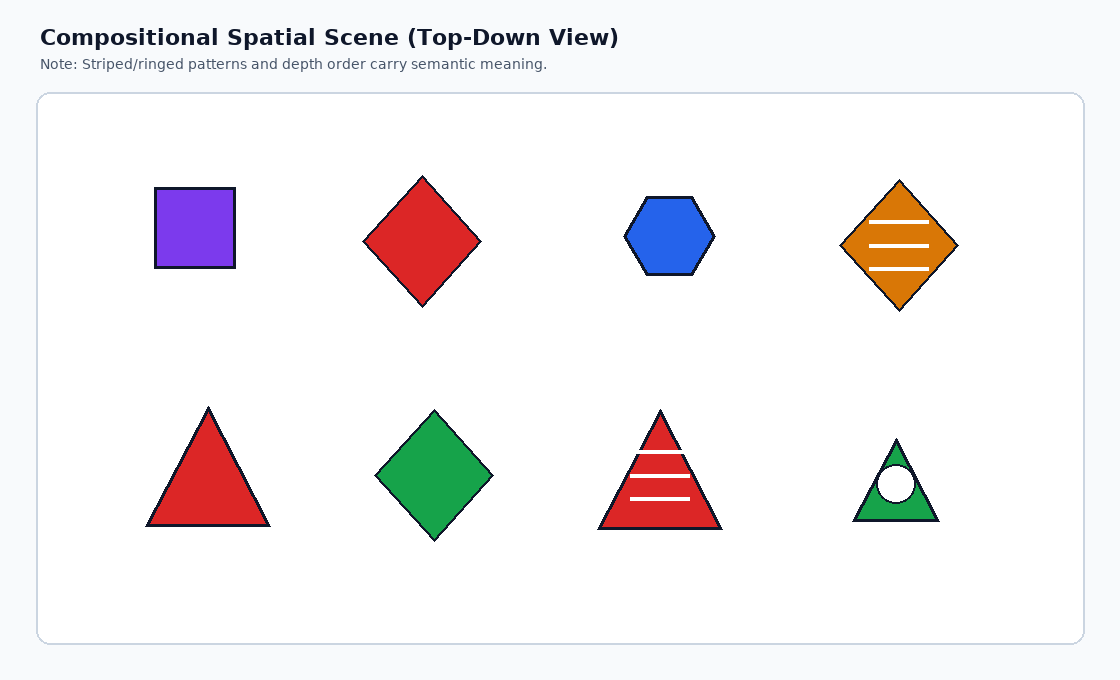 Compositional Spatial Scene (Top-Down View)
Note: Striped/ringed patterns and depth order carry semantic meaning.